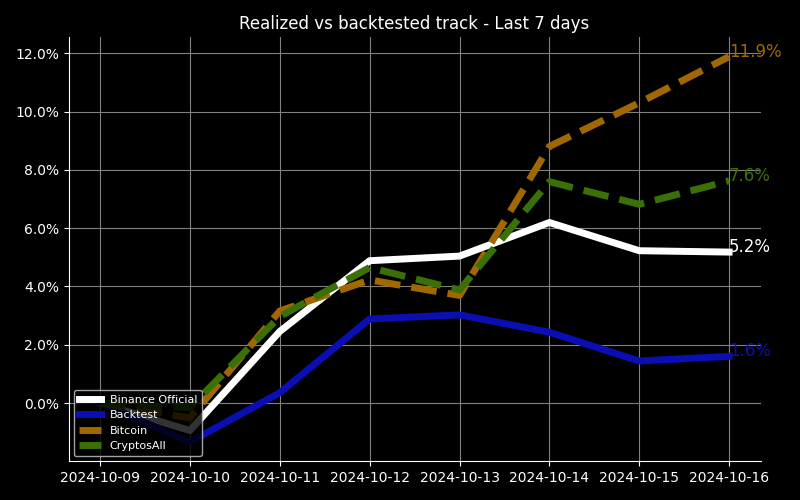 Realized vs backtested track - Last 7 days
12.0%
10.0%
8.0%
6.0%
4.0%
2.0%
0.0%
11.9%
7.6%
5.2%
1.6%
Binance Official
Backtest
Bitcoin
CryptosAll
2024-10-09 2024-10-10 2024-10-11 2024-10-12 2024-10-13 2024-10-14 2024-10-15 2024-10-16